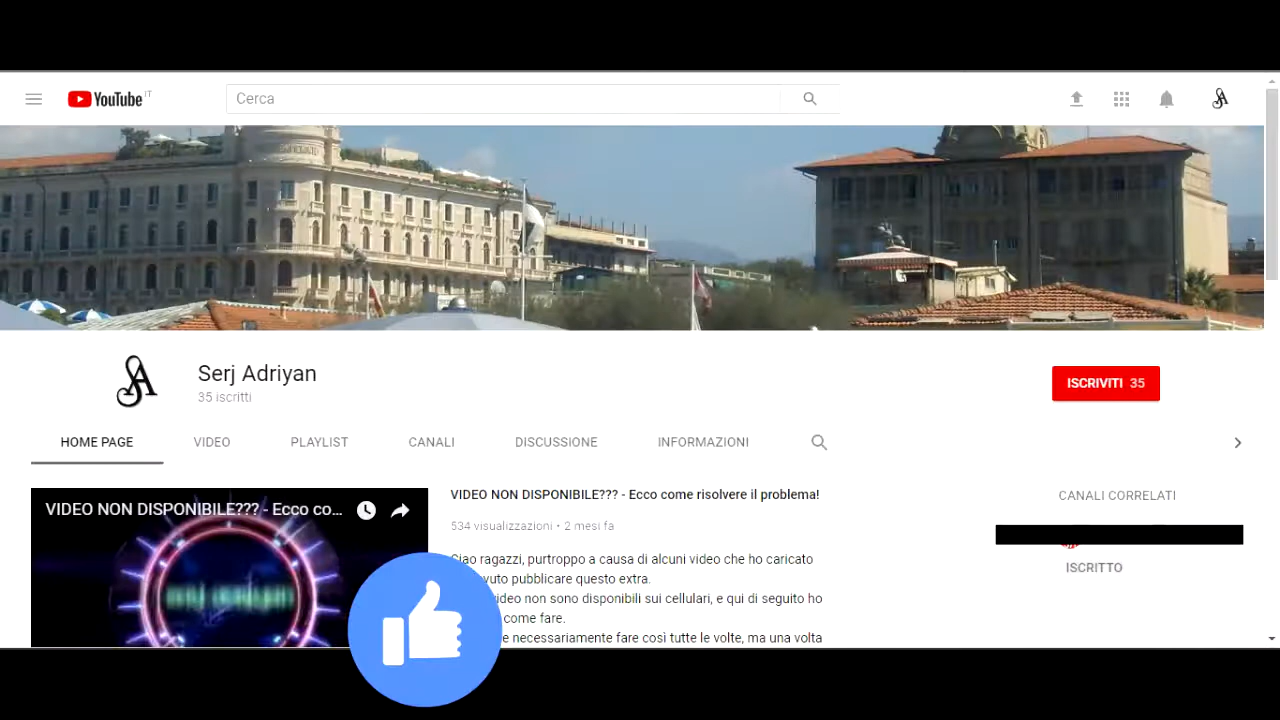 YouTube IT
Cerca
Serj Adriyan
35 iscritti
ISCRIVITI 35
HOME PAGE
VIDEO
PLAYLIST
CANALI
DISCUSSIONE
INFORMAZIONI
VIDEO NON DISPONIBILE??? - Ecco co...
VIDEO NON DISPONIBILE??? - Ecco come risolvere il problema!
534 visualizzazioni • 2 mesi fa
Ciao ragazzi, purtroppo a causa di alcuni video che ho caricato
vuto pubblicare questo extra.
ideo non sono disponibili sui cellulari, e qui di seguito ho
come fare.
e necessariamente fare così tutte le volte, ma una volta
CANALI CORRELATI
ISCRITTO